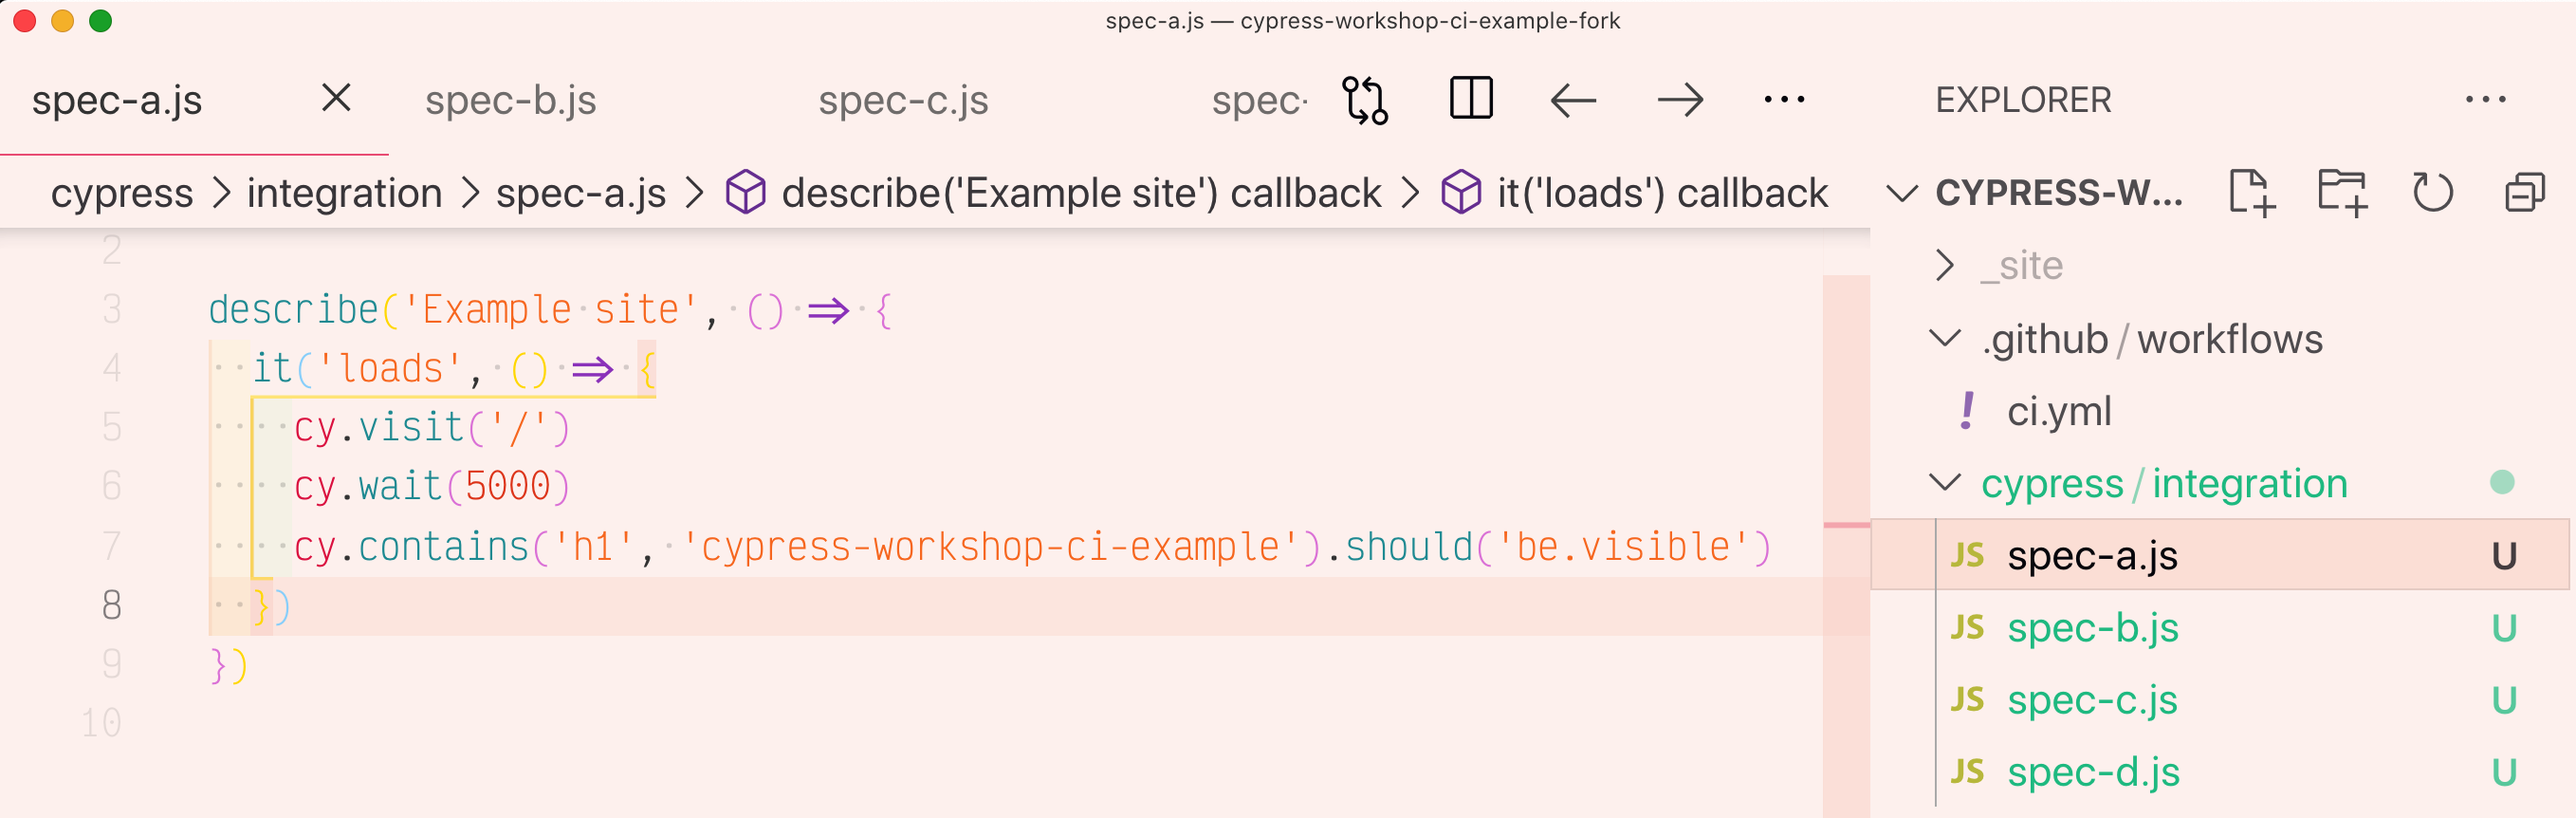 spec-a.js — cypress-workshop-ci-example-fork
spec-a.js spec-b.js spec-c.js spec-
cypress > integration > spec-a.js > describe('Example site') callback > it('loads') callback
2
3 describe('Example site', () => {
4 it('loads', () => {
5 cy.visit('/')
6 cy.wait(5000)
7 cy.contains('h1', 'cypress-workshop-ci-example').should('be.visible')
8 })
9 })
10
EXPLORER
CYPRESS-W...
_site
.github/workflows
! ci.yml
cypress/integration
JS spec-a.js U
JS spec-b.js U
JS spec-c.js U
JS spec-d.js U